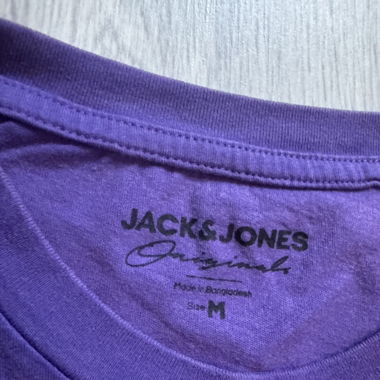 JACK&JONES
Originals
Made in Bangladesh
Size M